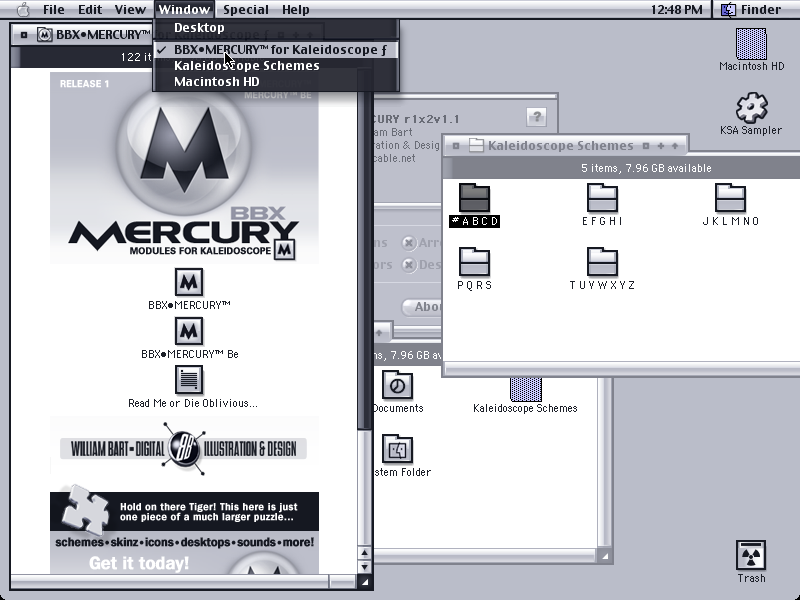 File Edit View Window Special Help 12:48 PM Finder
Desktop
✓ BBX•MERCURY™ for Kaleidoscope ƒ
Kaleidoscope Schemes
Macintosh HD
BBX•MERCURY™
122 it
RELEASE 1
MERCURY™ BE
M
BBX
MERCURY
MODULES FOR KALEIDOSCOPE M
BBX•MERCURY™
BBX•MERCURY™ Be
Read Me or Die Oblivious...
WILLIAM BART•DIGITAL BB ILLUSTRATION & DESIGN
Hold on there Tiger! This here is just
one piece of a much larger puzzle...
schemes•skinz•icons•desktops•sounds•more!
Get it today!
CURY r1x2v1.1
?
am Bart
ration & Desig
cable.net
ns Arr
ors Des
Abou
Kaleidoscope Schemes
5 items, 7.96 GB available
# A B C D
E F G H I
J K L M N O
P Q R S
T U Y W X Y Z
ns, 7.96 GB av
Documents
Kaleidoscope Schemes
stem Folder
Macintosh HD
KSA Sampler
Trash